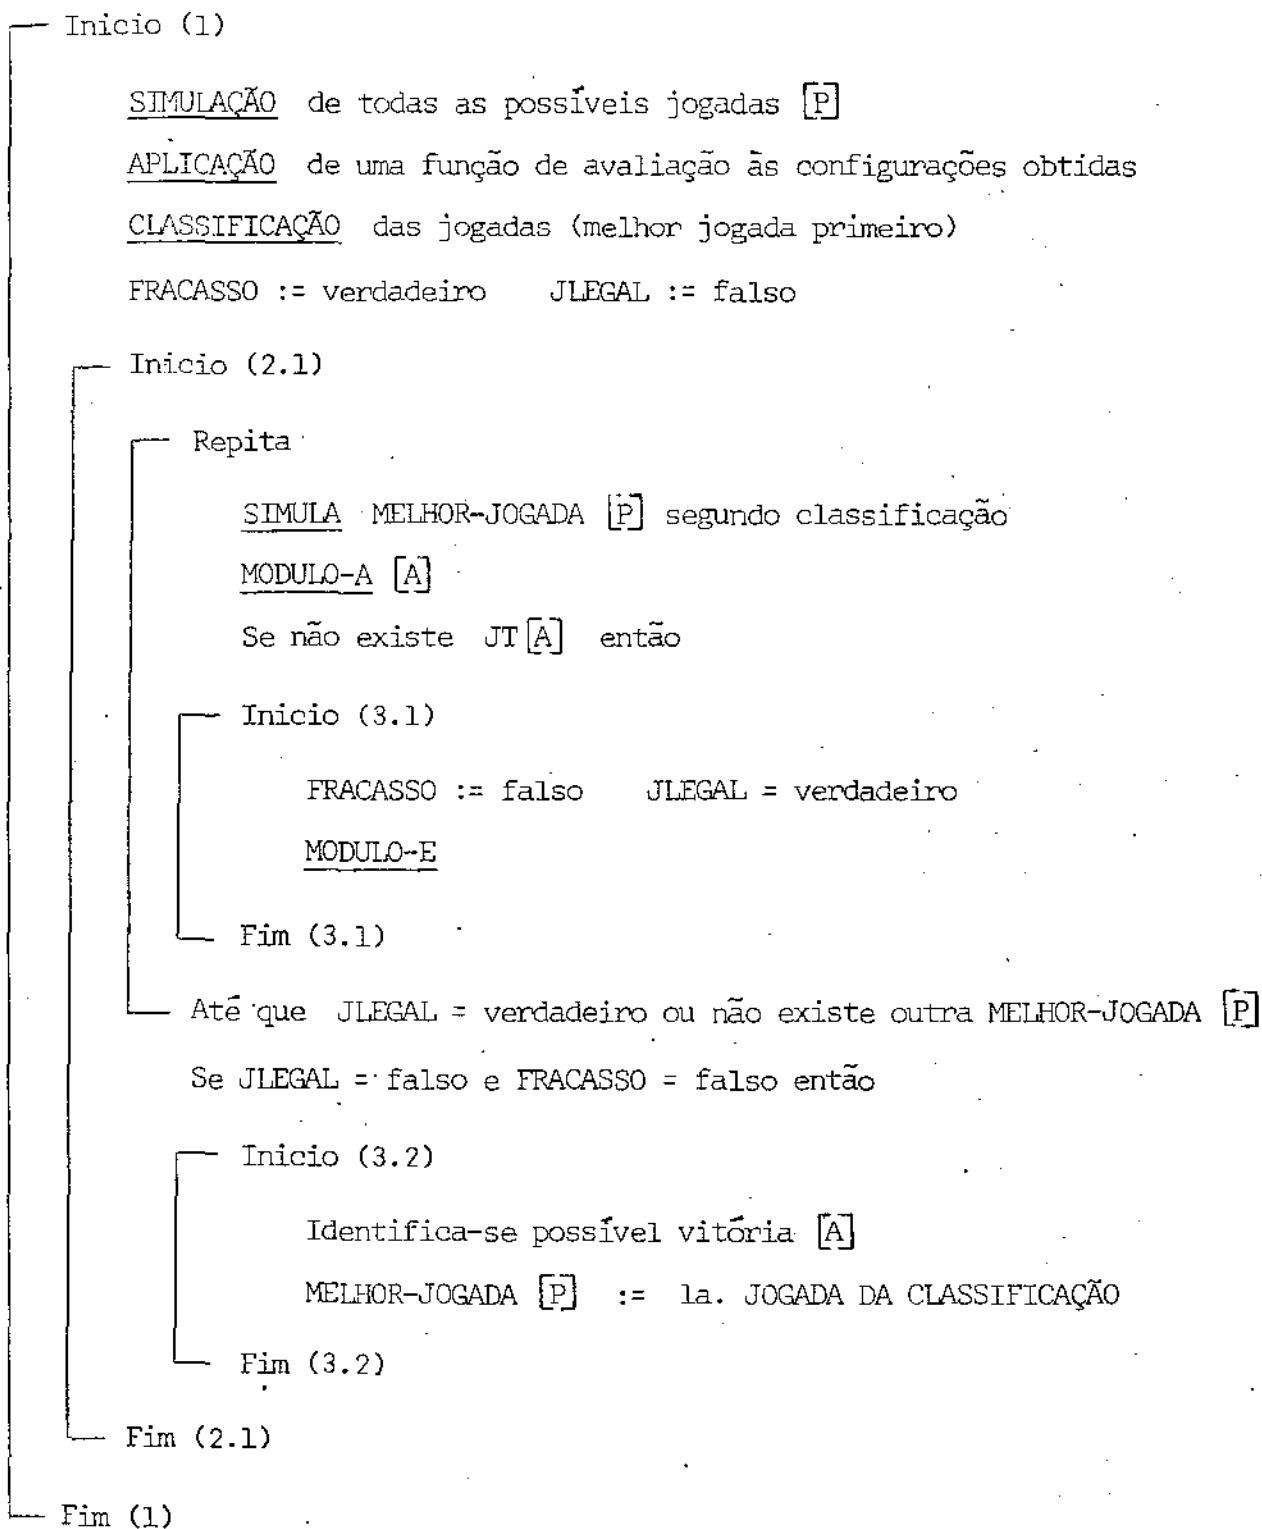 Inicio (1)
SIMULAÇÃO de todas as possíveis jogadas [P]
APLICAÇÃO de uma função de avaliação às configurações obtidas
CLASSIFICAÇÃO das jogadas (melhor jogada primeiro)
FRACASSO := verdadeiro JLEGAL := falso
Inicio (2.1)
Repita
SIMULA MELHOR-JOGADA [P] segundo classificação
MODULO-A [A]
Se não existe JT [A] então
Inicio (3.1)
FRACASSO := falso JLEGAL = verdadeiro
MODULO-E
Fim (3.1)
Até que JLEGAL = verdadeiro ou não existe outra MELHOR-JOGADA [P]
Se JLEGAL = falso e FRACASSO = falso então
Inicio (3.2)
Identifica-se possível vitória [A]
MELHOR-JOGADA [P] := la. JOGADA DA CLASSIFICAÇÃO
Fim (3.2)
Fim (2.1)
Fim (1)